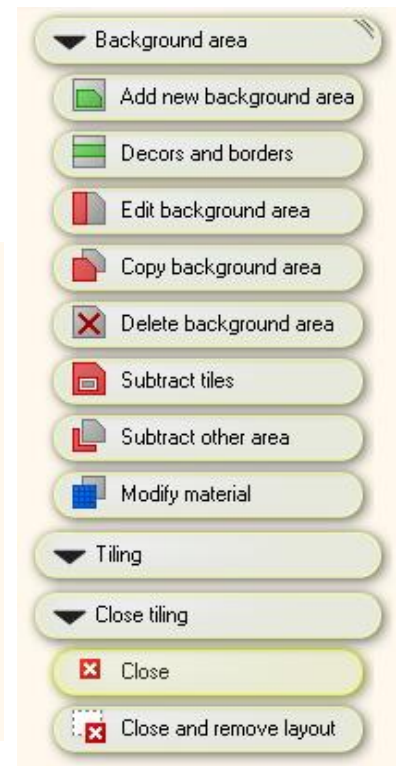 Background area
Add new background area
Decors and borders
Edit background area
Copy background area
Delete background area
Subtract tiles
Subtract other area
Modify material
Tiling
Close tiling
Close
Close and remove layout